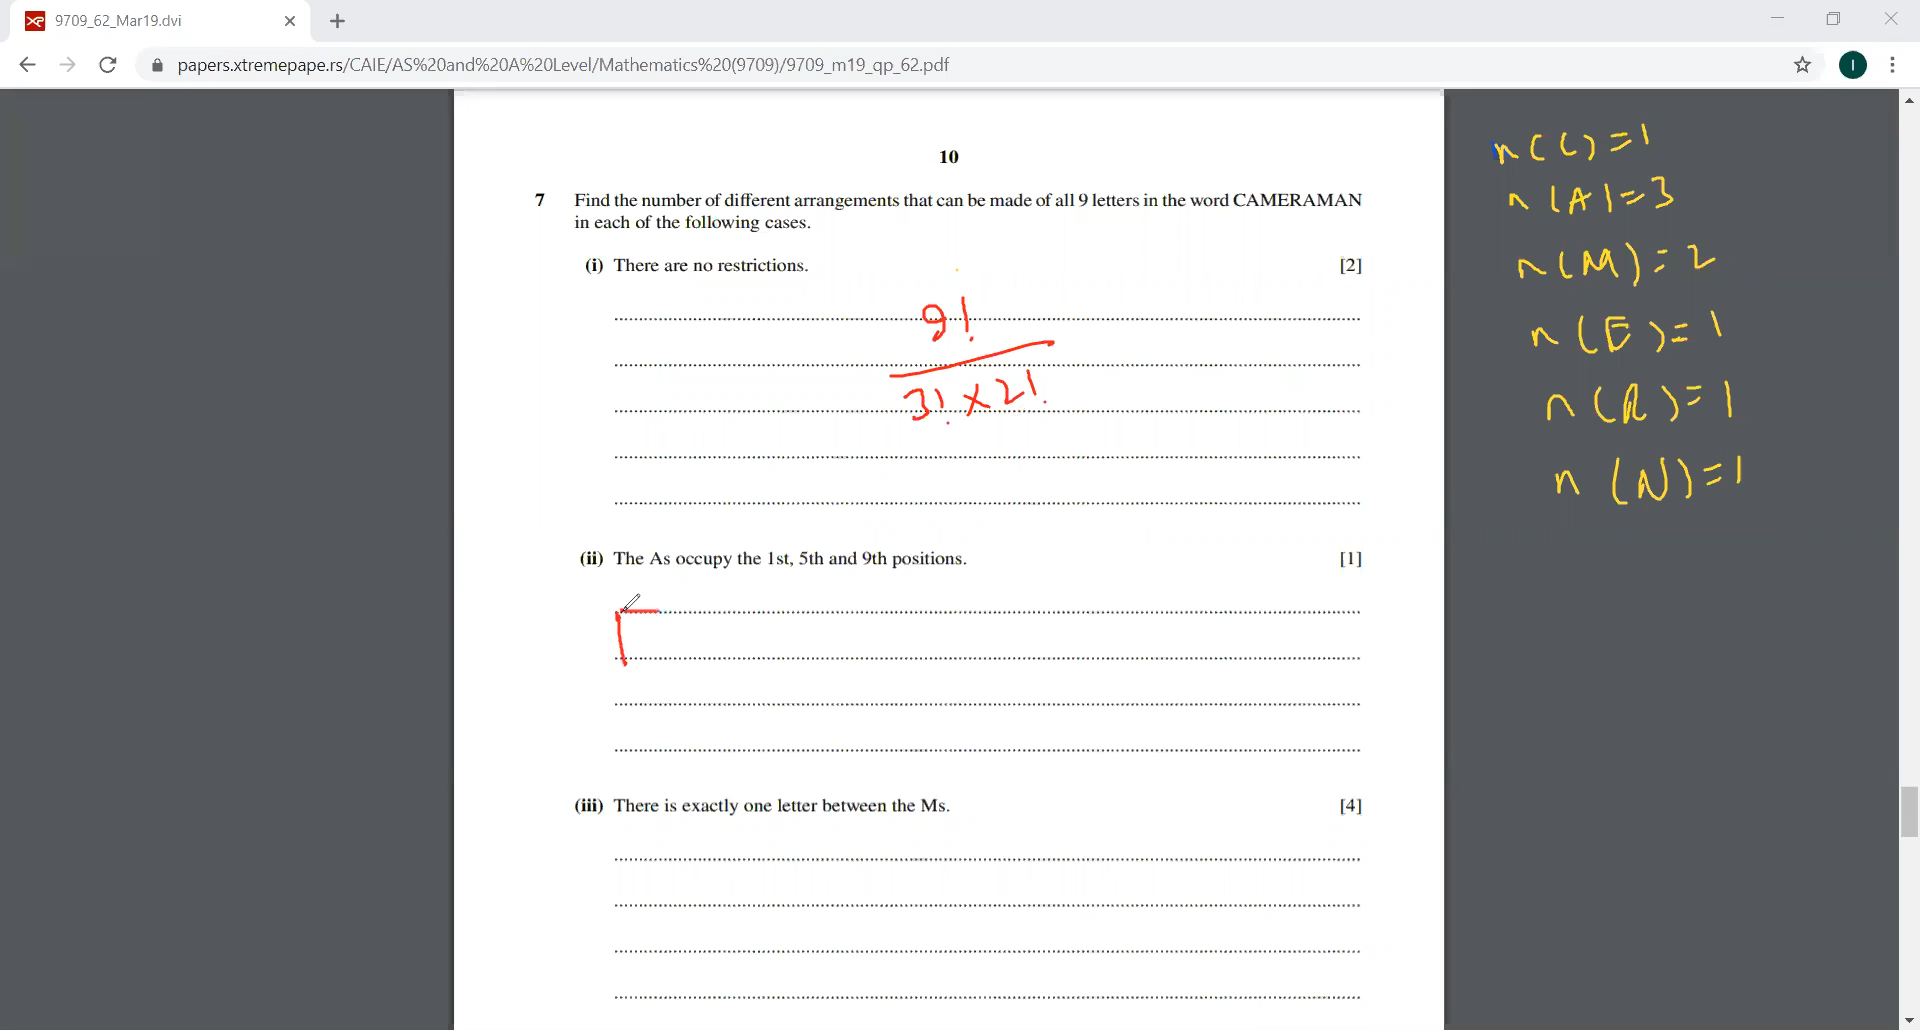 9709_62_Mar19.dvi
papers.xtremepape.rs/CAIE/AS%20and%20A%20Level/Mathematics%20(9709)/9709_m19_qp_62.pdf
I
10
7 Find the number of different arrangements that can be made of all 9 letters in the word CAMERAMAN
in each of the following cases.
(i) There are no restrictions. [2]
9!
3! × 2!
(ii) The As occupy the 1st, 5th and 9th positions. [1]
(iii) There is exactly one letter between the Ms. [4]
n(C)=1
n(A)=3
n(M)=2
n(E)=1
n(R)=1
n(N)=1